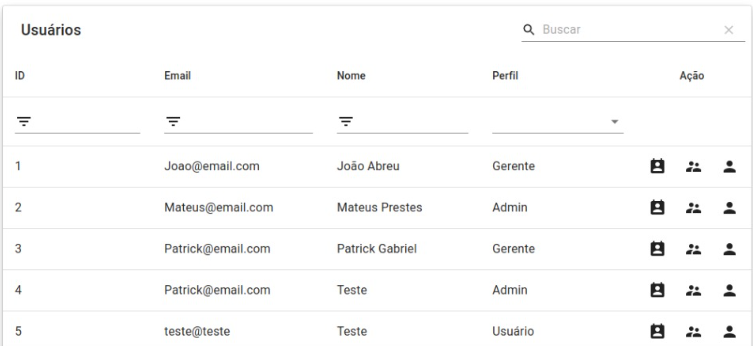 Usuários Buscar
ID Email Nome Perfil Ação
1 Joao@email.com João Abreu Gerente
2 Mateus@email.com Mateus Prestes Admin
3 Patrick@email.com Patrick Gabriel Gerente
4 Patrick@email.com Teste Admin
5 teste@teste Teste Usuário